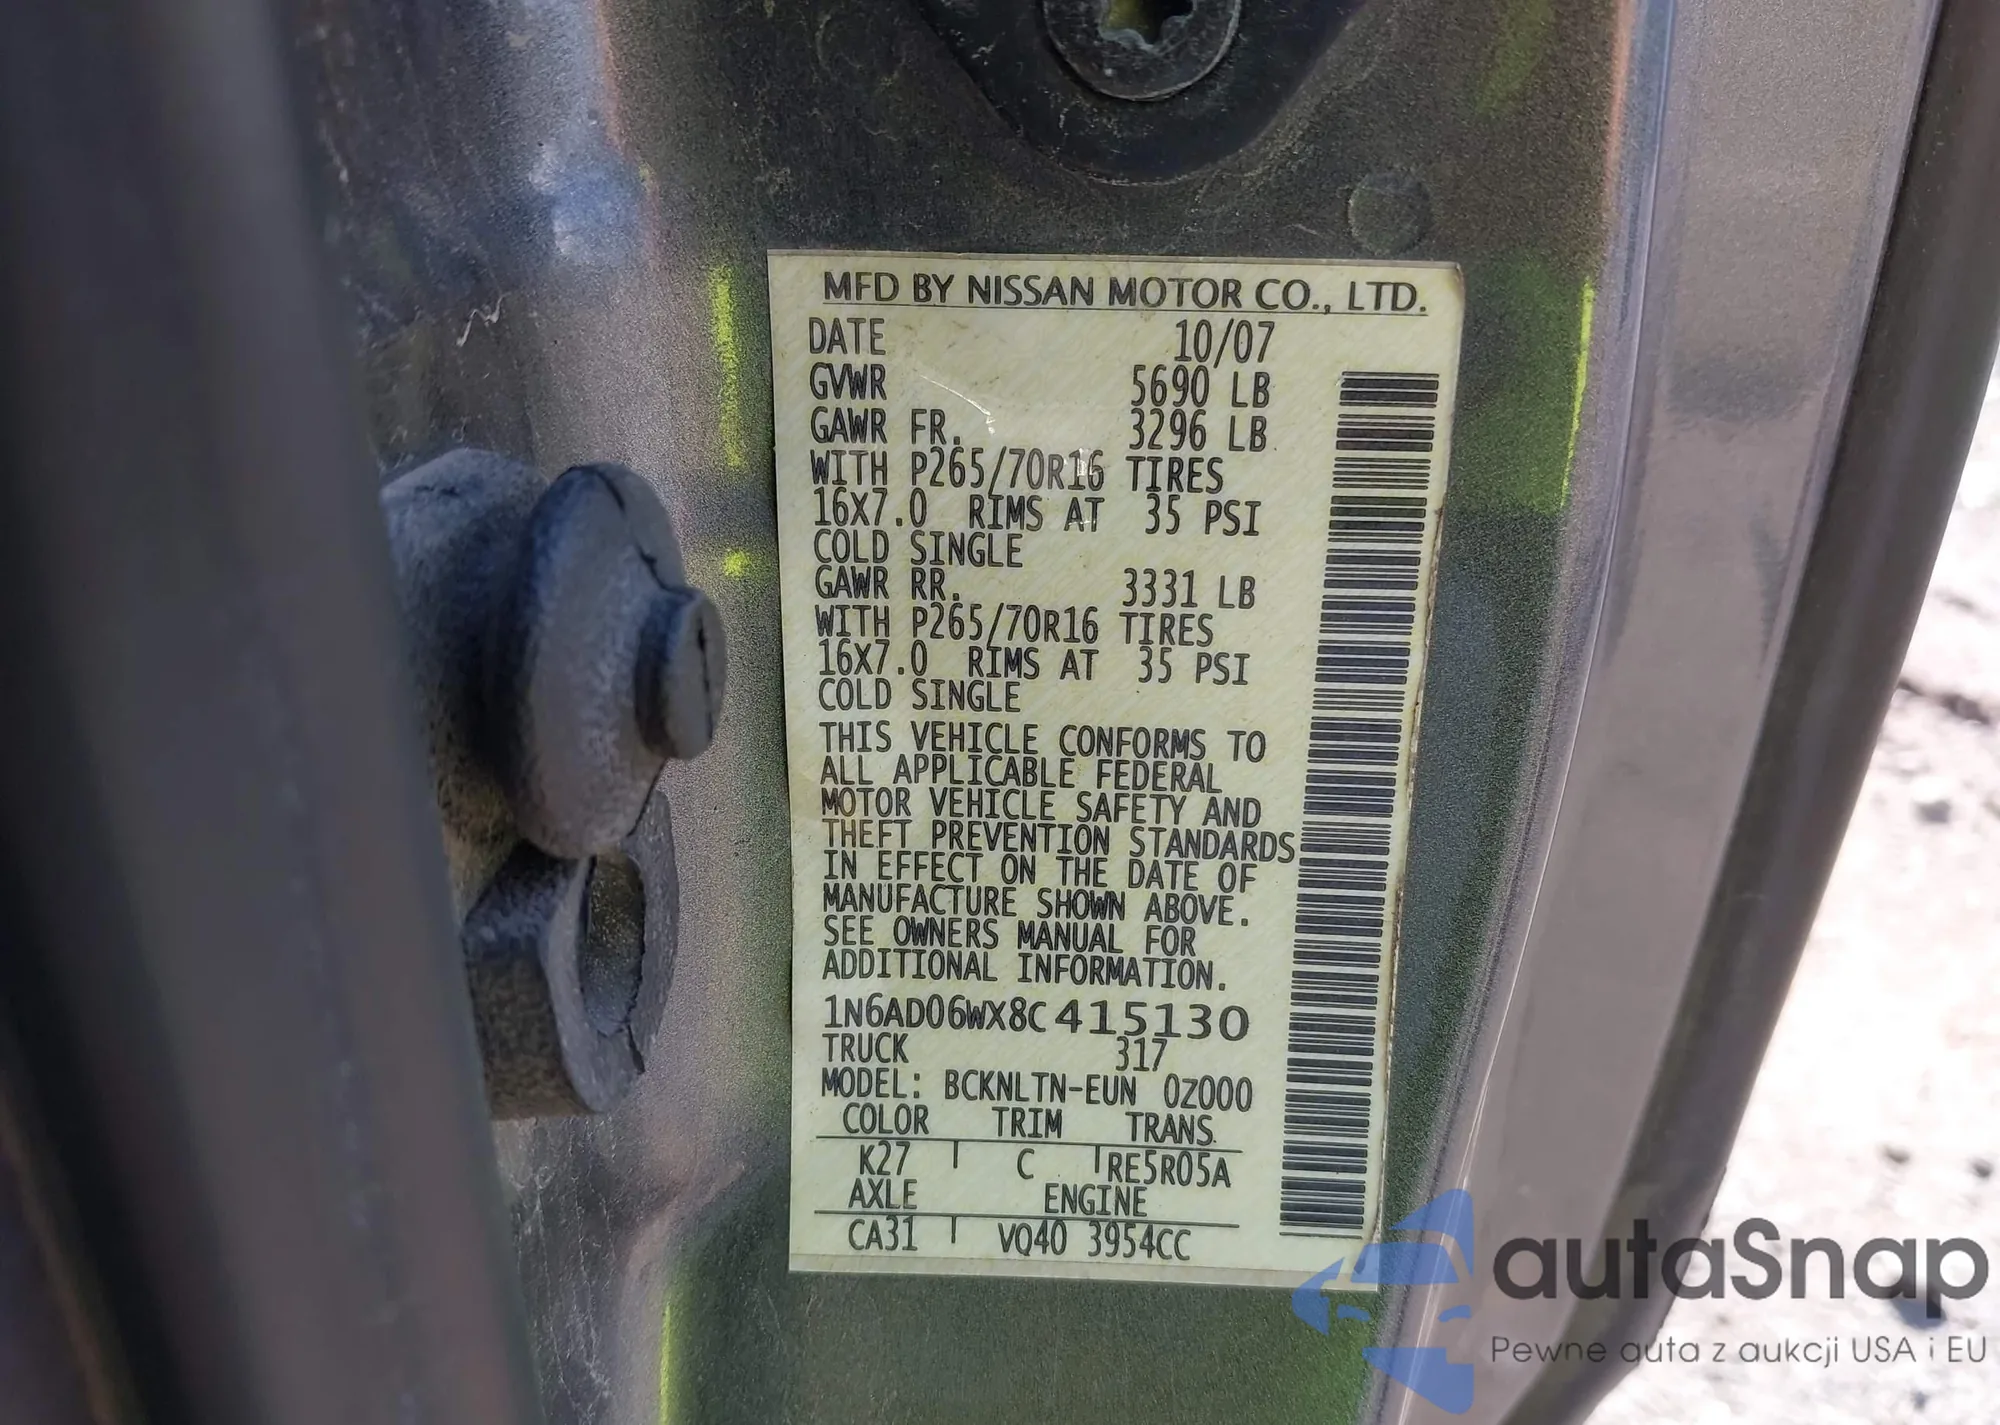 MFD BY NISSAN MOTOR CO., LTD.
DATE 10/07
GVWR 5690 LB
GAWR FR. 3296 LB
WITH P265/70R16 TIRES
16X7.0 RIMS AT 35 PSI
COLD SINGLE
GAWR RR. 3331 LB
WITH P265/70R16 TIRES
16X7.0 RIMS AT 35 PSI
COLD SINGLE
THIS VEHICLE CONFORMS TO
ALL APPLICABLE FEDERAL
MOTOR VEHICLE SAFETY AND
THEFT PREVENTION STANDARDS
IN EFFECT ON THE DATE OF
MANUFACTURE SHOWN ABOVE.
SEE OWNERS MANUAL FOR
ADDITIONAL INFORMATION.
1N6AD06WX8C415130
TRUCK 317
MODEL: BCKNLTN-EUN 0Z000
COLOR TRIM TRANS
K27 C RE5R05A
AXLE ENGINE
CA31 VQ40 3954CC
autaSnap
Pewne auta z aukcji USA i EU